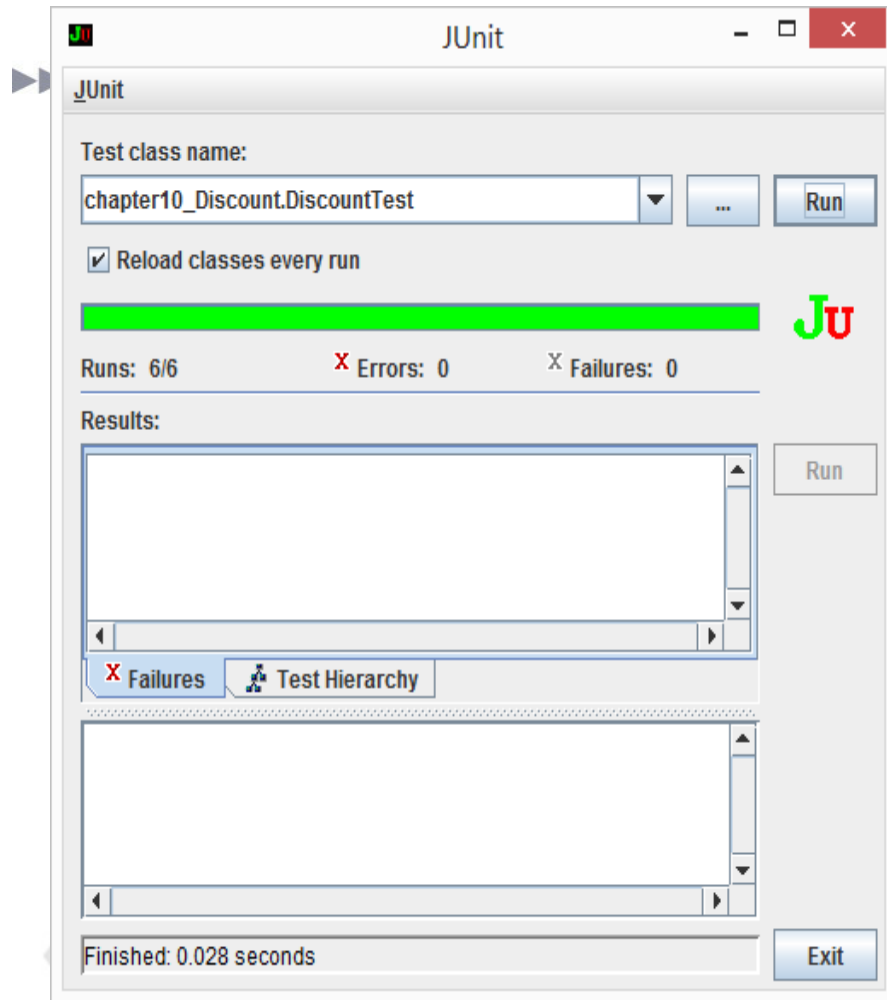 JU JUnit
JUnit
Test class name:
chapter10_Discount.DiscountTest ... Run
Reload classes every run
JU
Runs: 6/6 X Errors: 0 X Failures: 0
Results:
Run
X Failures Test Hierarchy
Finished: 0.028 seconds Exit